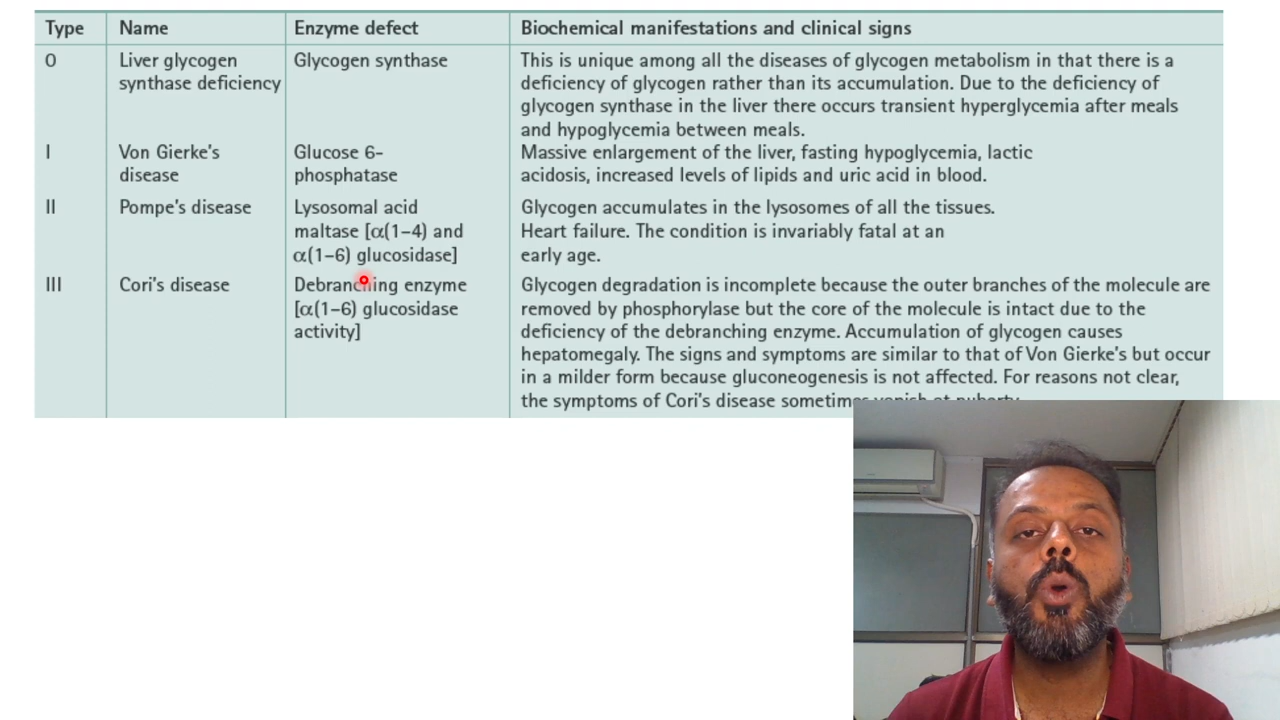 Type Name Enzyme defect Biochemical manifestations and clinical signs
0 Liver glycogen Glycogen synthase This is unique among all the diseases of glycogen metabolism in that there is a
synthase deficiency deficiency of glycogen rather than its accumulation. Due to the deficiency of
glycogen synthase in the liver there occurs transient hyperglycemia after meals
and hypoglycemia between meals.
I Von Gierke's Glucose 6- Massive enlargement of the liver, fasting hypoglycemia, lactic
disease phosphatase acidosis, increased levels of lipids and uric acid in blood.
II Pompe's disease Lysosomal acid Glycogen accumulates in the lysosomes of all the tissues.
maltase [α(1–4) and Heart failure. The condition is invariably fatal at an
α(1–6) glucosidase] early age.
III Cori's disease Debranching enzyme Glycogen degradation is incomplete because the outer branches of the molecule are
[α(1–6) glucosidase removed by phosphorylase but the core of the molecule is intact due to the
activity] deficiency of the debranching enzyme. Accumulation of glycogen causes
hepatomegaly. The signs and symptoms are similar to that of Von Gierke's but occur
in a milder form because gluconeogenesis is not affected. For reasons not clear,
the symptoms of Cori's disease sometimes vanish at puberty.